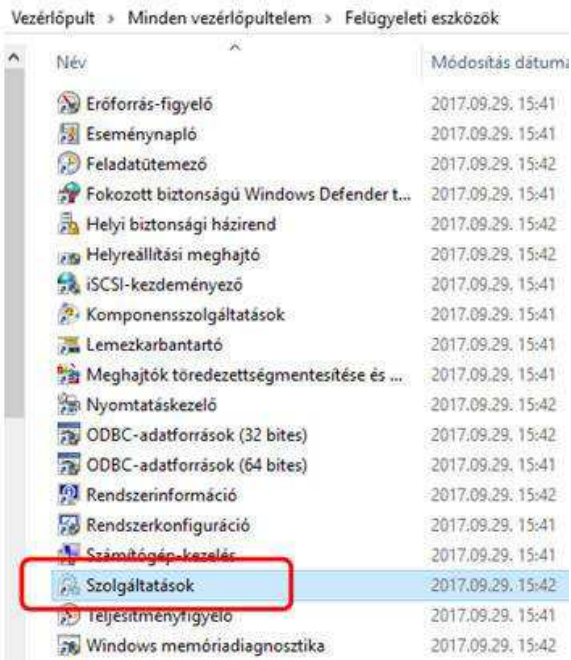 Vezérlőpult > Minden vezérlőpultelem > Felügyeleti eszközök
Név Módosítás dátuma
Erőforrás-figyelő 2017.09.29. 15:41
Eseménynapló 2017.09.29. 15:41
Feladatütemező 2017.09.29. 15:42
Fokozott biztonságú Windows Defender t... 2017.09.29. 15:41
Helyi biztonsági házirend 2017.09.29. 15:42
Helyreállítási meghajtó 2017.09.29. 15:42
iSCSI-kezdeményező 2017.09.29. 15:41
Komponensszolgáltatások 2017.09.29. 15:41
Lemezkarbantartó 2017.09.29. 15:41
Meghajtók töredezettségmentesítése és ... 2017.09.29. 15:41
Nyomtatáskezelő 2017.09.29. 15:42
ODBC-adatforrások (32 bites) 2017.09.29. 15:42
ODBC-adatforrások (64 bites) 2017.09.29. 15:41
Rendszerinformáció 2017.09.29. 15:42
Rendszerkonfiguráció 2017.09.29. 15:41
Számítógép-kezelés 2017.09.29. 15:41
Szolgáltatások 2017.09.29. 15:42
Teljesítményfigyelő 2017.09.29. 15:41
Windows memóriadiagnosztika 2017.09.29. 15:42